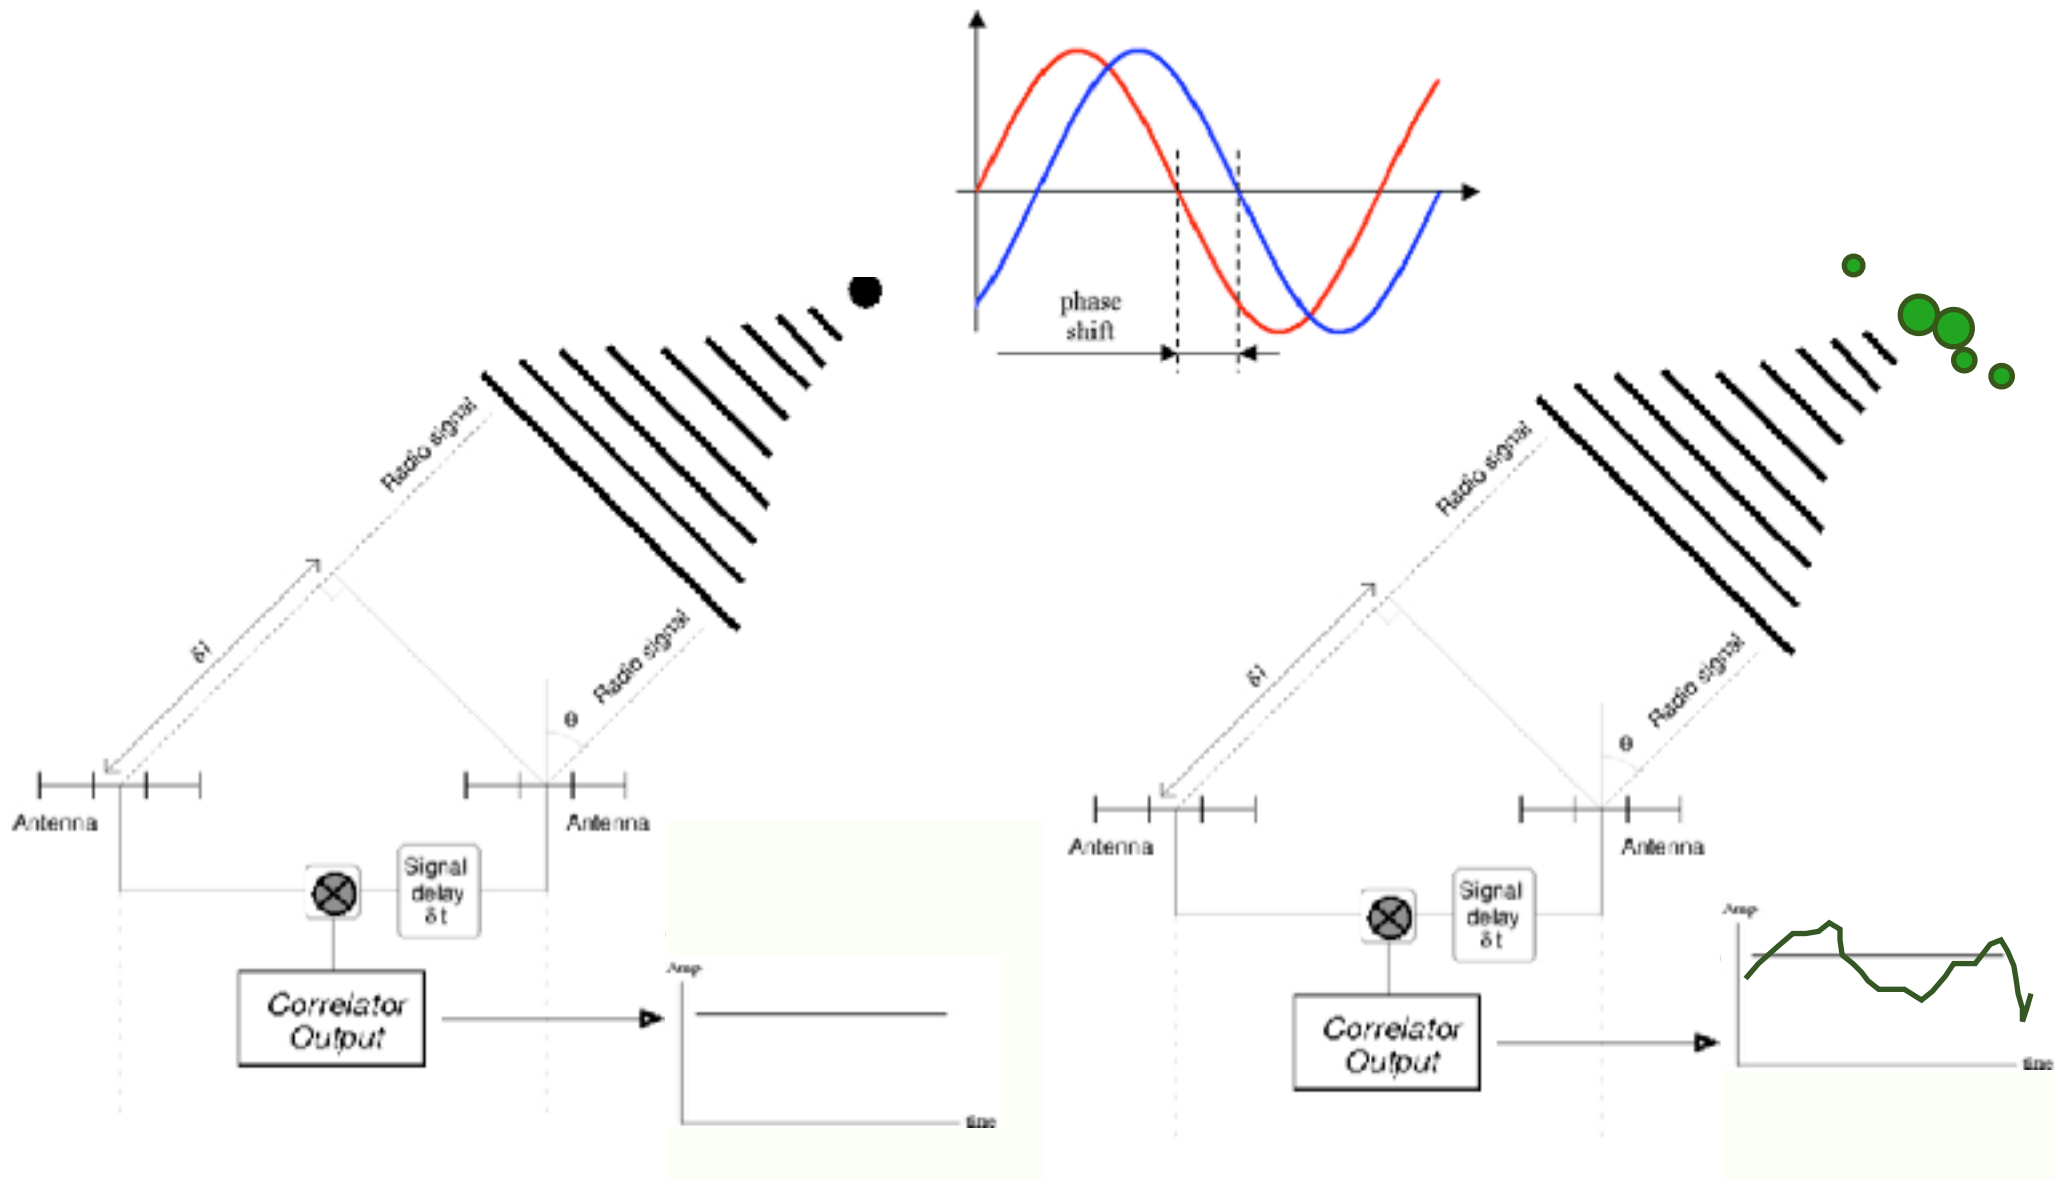 phase
shift
Radio signal
δl
Radio signal
θ
Antenna
Antenna
Signal
delay
δt
Correlator
Output
Amp
time
Radio signal
δl
Radio signal
θ
Antenna
Antenna
Signal
delay
δt
Correlator
Output
Amp
time